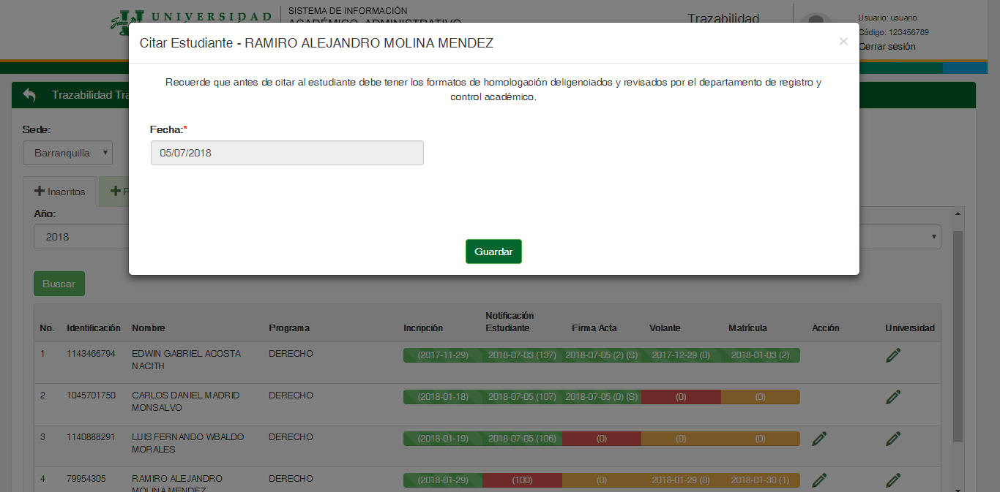 UNIVERSIDAD
SISTEMA DE INFORMACIÓN
ACADÉMICO, ADMINISTRATIVO
Trazabilidad
Usuario: usuario
Código: 123456789
Cerrar sesión
Citar Estudiante - RAMIRO ALEJANDRO MOLINA MENDEZ
×
Recuerde que antes de citar al estudiante debe tener los formatos de homologación deligenciados y revisados por el departamento de registro y
control académico.
Fecha:*
05/07/2018
Guardar
Trazabilidad Tra
Sede:
Barranquilla
Inscritos
Año:
2018
Buscar
No. Identificación Nombre Programa Incripción Notificación Estudiante Firma Acta Volante Matrícula Acción Universidad
1 1143466794 EDWIN GABRIEL ACOSTA DERECHO (2017-11-29) 2018-07-03 (137) 2018-07-05 (2) (S) 2017-12-29 (0) 2018-01-03 (2)
NACITH
2 1045701750 CARLOS DANIEL MADRID DERECHO (2018-01-18) 2018-07-05 (107) 2018-07-05 (0) (S) (0) (0)
MONSALVO
3 1140888291 LUIS FERNANDO WBALDO DERECHO (2018-01-19) 2018-07-05 (106) (0) (0) (0)
MORALES
4 79954305 RAMIRO ALEJANDRO DERECHO (2018-01-29) (100) (0) 2018-01-29 (0) 2018-01-30 (1)
MOLINA MENDEZ